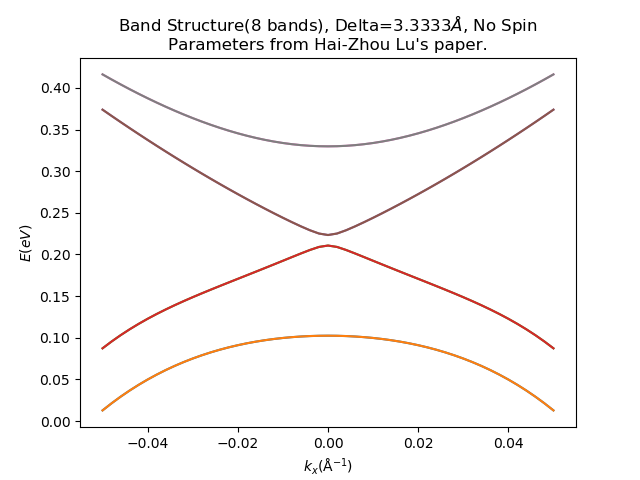 Band Structure(8 bands), Delta=3.3333Å, No Spin
Parameters from Hai-Zhou Lu's paper.
E(eV)
0.40
0.35
0.30
0.25
0.20
0.15
0.10
0.05
0.00
−0.04 −0.02 0.00 0.02 0.04
kₓ(Å⁻¹)